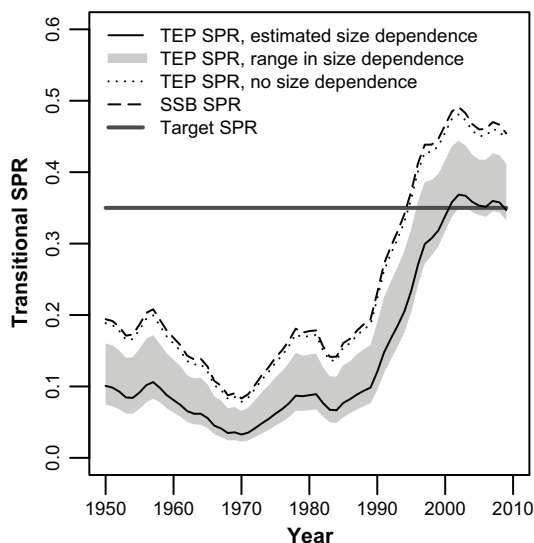 TEP SPR, estimated size dependence
TEP SPR, range in size dependence
TEP SPR, no size dependence
SSB SPR
Target SPR
Transitional SPR
0.6
0.5
0.4
0.3
0.2
0.1
0.0
1950 1960 1970 1980 1990 2000 2010
Year